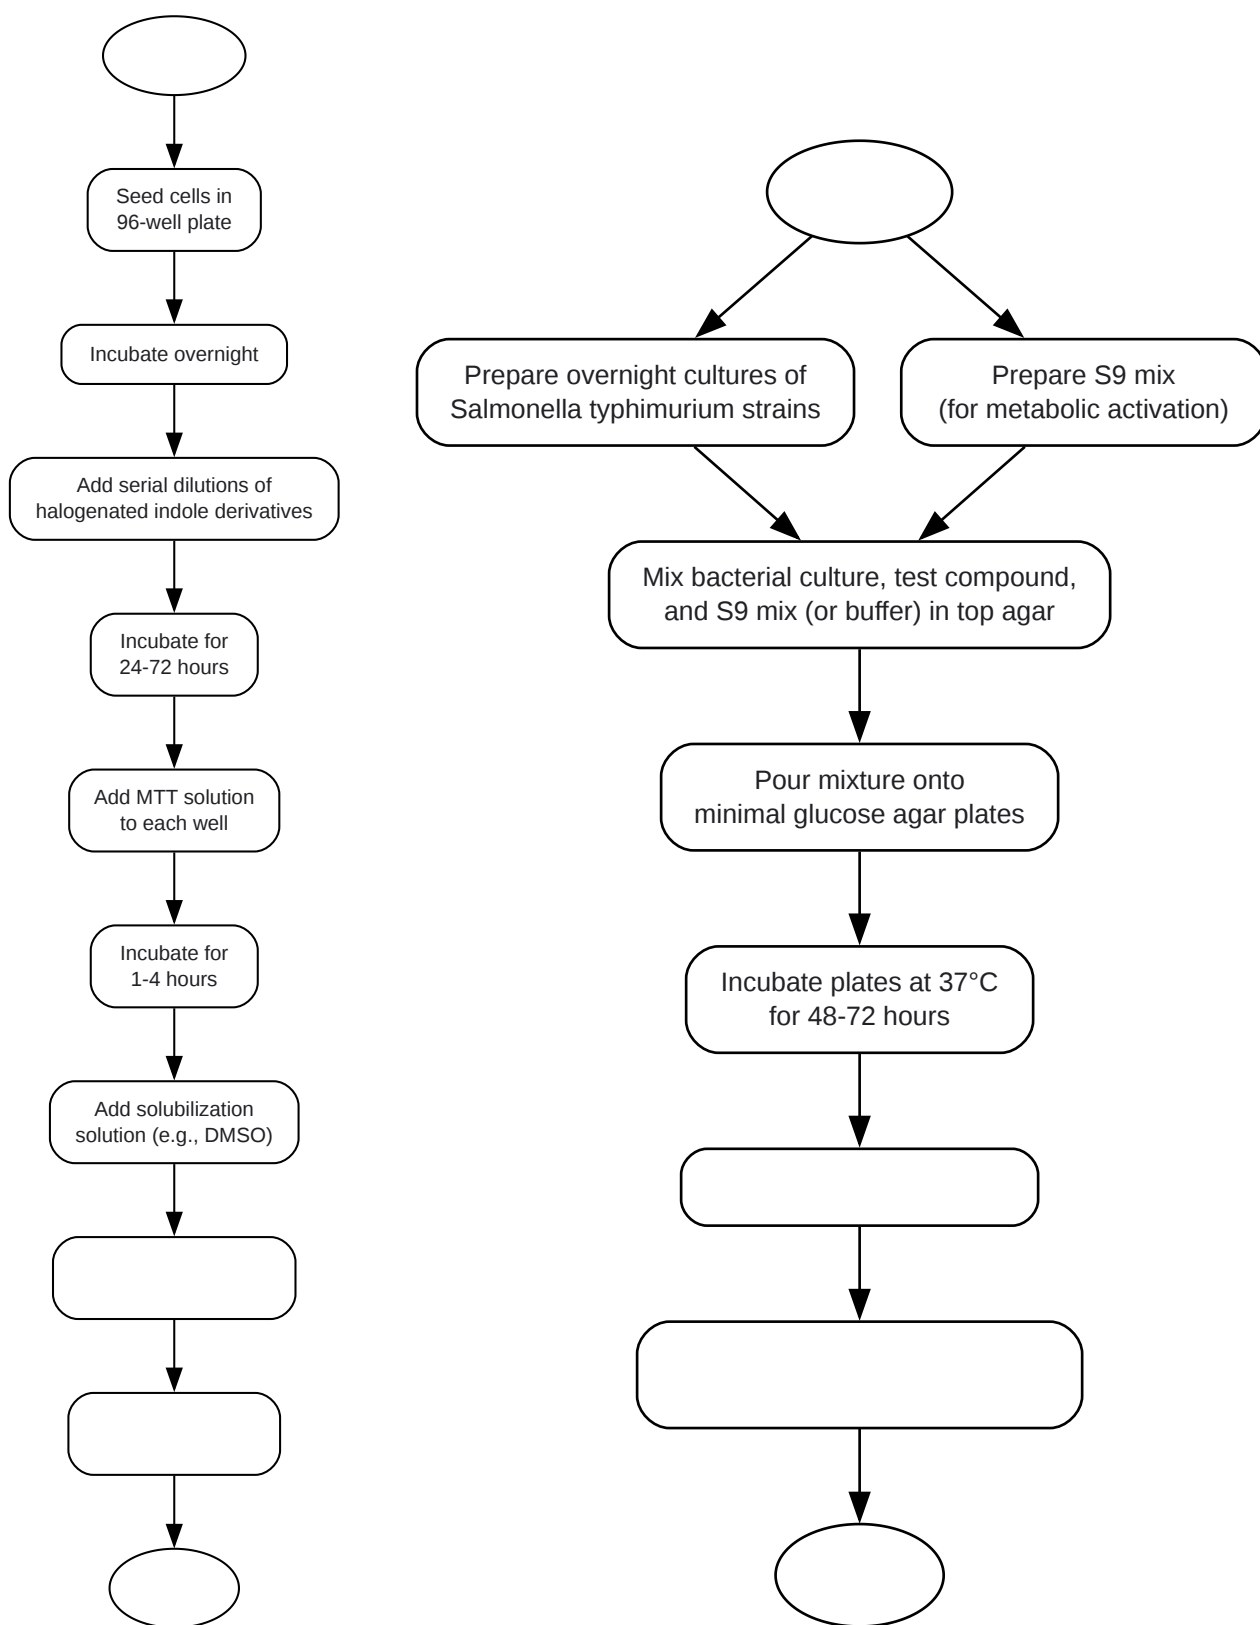 Seed cells in
96-well plate
Incubate overnight
Add serial dilutions of
halogenated indole derivatives
Incubate for
24-72 hours
Add MTT solution
to each well
Incubate for
1-4 hours
Add solubilization
solution (e.g., DMSO)
Prepare overnight cultures of
Salmonella typhimurium strains
Prepare S9 mix
(for metabolic activation)
Mix bacterial culture, test compound,
and S9 mix (or buffer) in top agar
Pour mixture onto
minimal glucose agar plates
Incubate plates at 37°C
for 48-72 hours